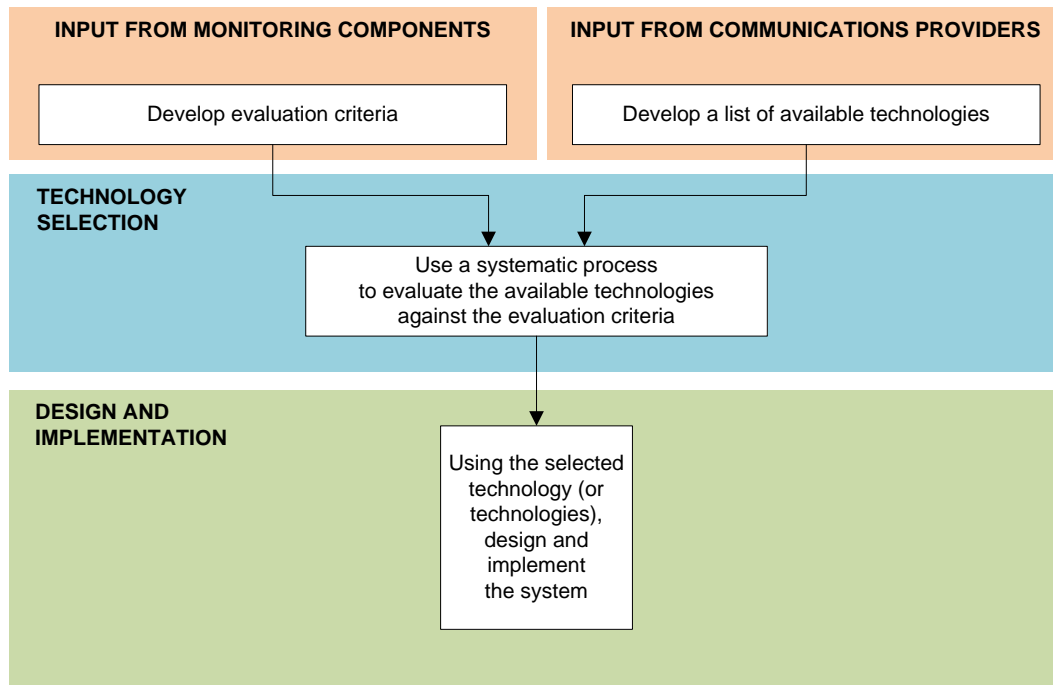 INPUT FROM MONITORING COMPONENTS
INPUT FROM COMMUNICATIONS PROVIDERS
Develop evaluation criteria
Develop a list of available technologies
TECHNOLOGY
SELECTION
Use a systematic process
to evaluate the available technologies
against the evaluation criteria
DESIGN AND
IMPLEMENTATION
Using the selected
technology (or
technologies),
design and
implement
the system